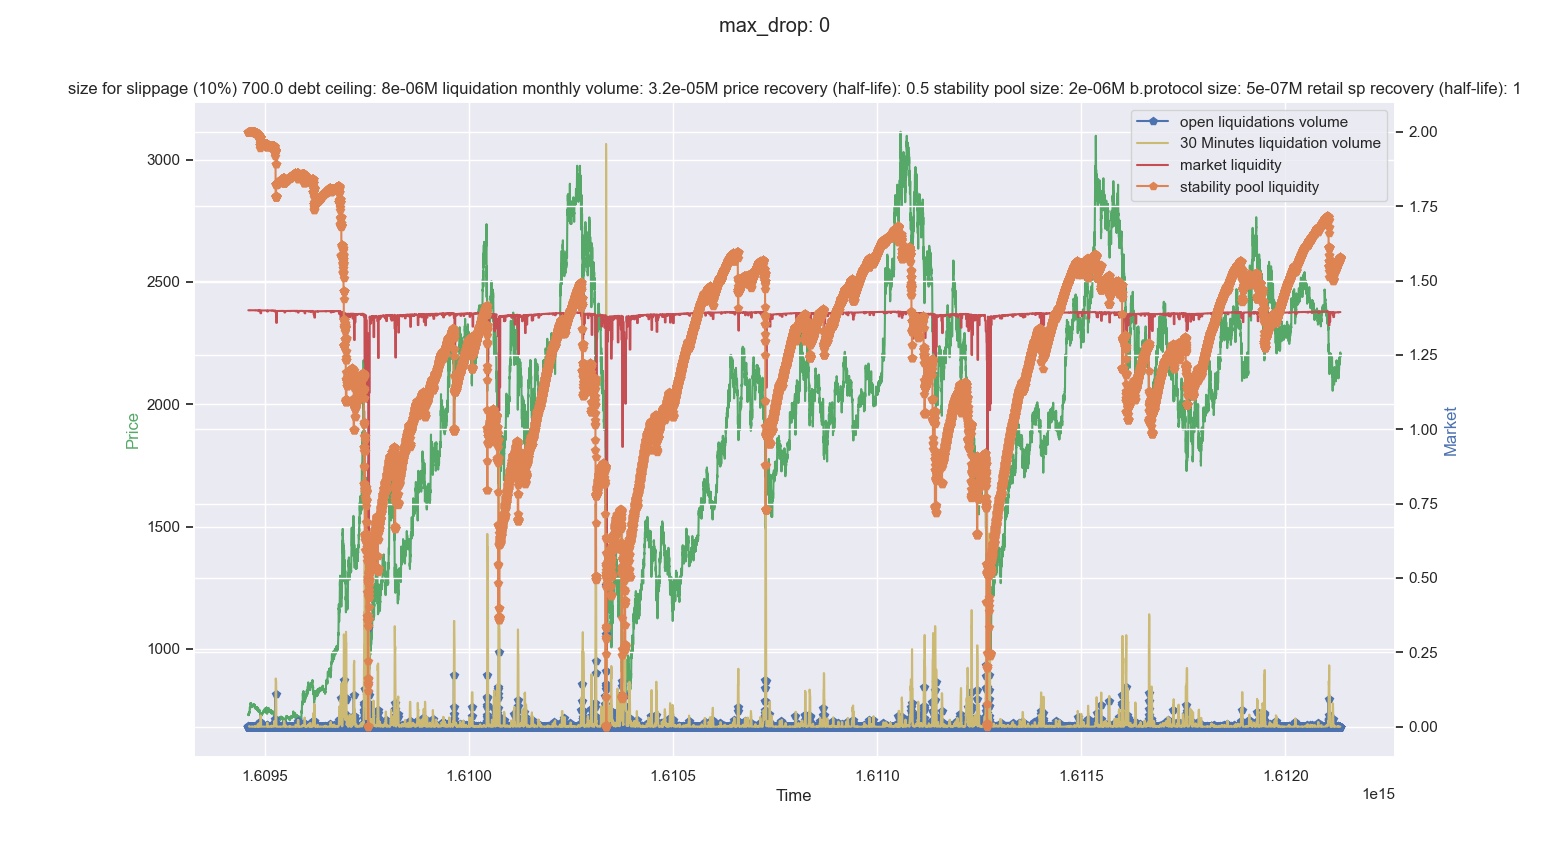 max_drop: 0
size for slippage (10%) 700.0 debt ceiling: 8e-06M liquidation monthly volume: 3.2e-05M price recovery (half-life): 0.5 stability pool size: 2e-06M b.protocol size: 5e-07M retail sp recovery (half-life): 1
open liquidations volume
30 Minutes liquidation volume
market liquidity
stability pool liquidity
3000
2500
2000
1500
1000
Price
2.00
1.75
1.50
1.25
1.00
0.75
0.50
0.25
0.00
Market
1.6095 1.6100 1.6105 1.6110 1.6115 1.6120
Time
1e15